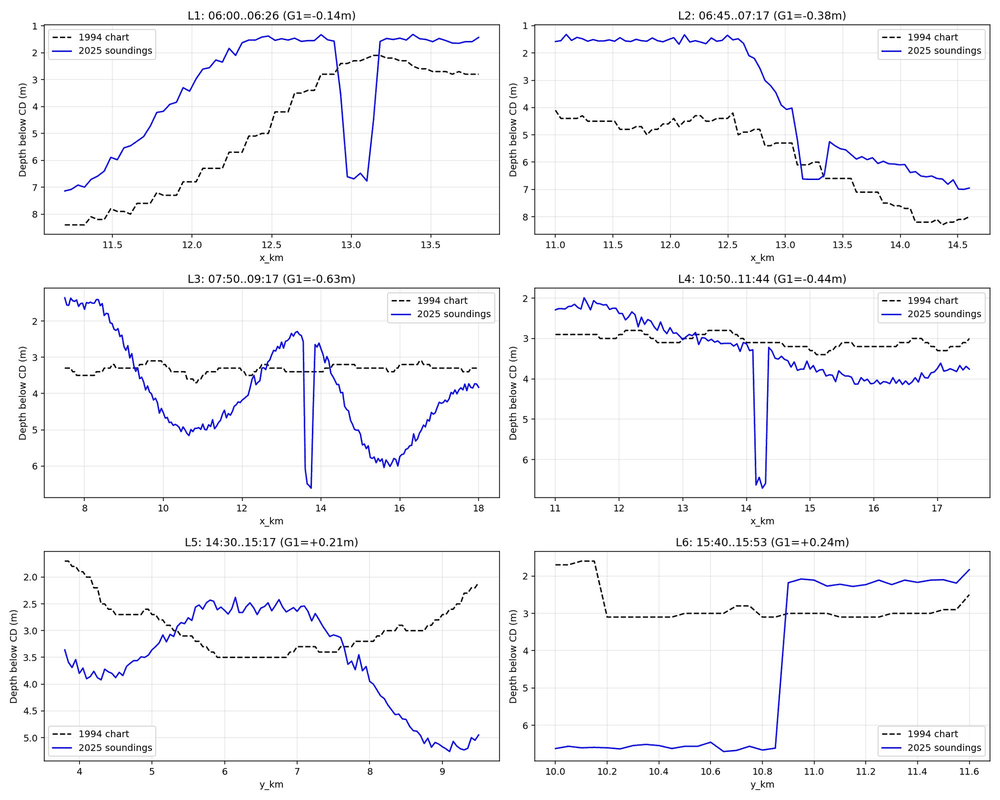 L1: 06:00..06:26 (G1=-0.14m)
Depth below CD (m)
1
2
3
4
5
6
7
8
1994 chart
2025 soundings
11.5
12.0
12.5
13.0
13.5
x_km
L2: 06:45..07:17 (G1=-0.38m)
Depth below CD (m)
1
2
3
4
5
6
7
8
1994 chart
2025 soundings
11.0
11.5
12.0
12.5
13.0
13.5
14.0
14.5
x_km
L3: 07:50..09:17 (G1=-0.63m)
Depth below CD (m)
2
3
4
5
6
1994 chart
2025 soundings
8
10
12
14
16
18
x_km
L4: 10:50..11:44 (G1=-0.44m)
Depth below CD (m)
2
3
4
5
6
1994 chart
2025 soundings
11
12
13
14
15
16
17
x_km
L5: 14:30..15:17 (G1=+0.21m)
Depth below CD (m)
2.0
2.5
3.0
3.5
4.0
4.5
5.0
1994 chart
2025 soundings
4
5
6
7
8
9
y_km
L6: 15:40..15:53 (G1=+0.24m)
Depth below CD (m)
2
3
4
5
6
1994 chart
2025 soundings
10.0
10.2
10.4
10.6
10.8
11.0
11.2
11.4
11.6
y_km